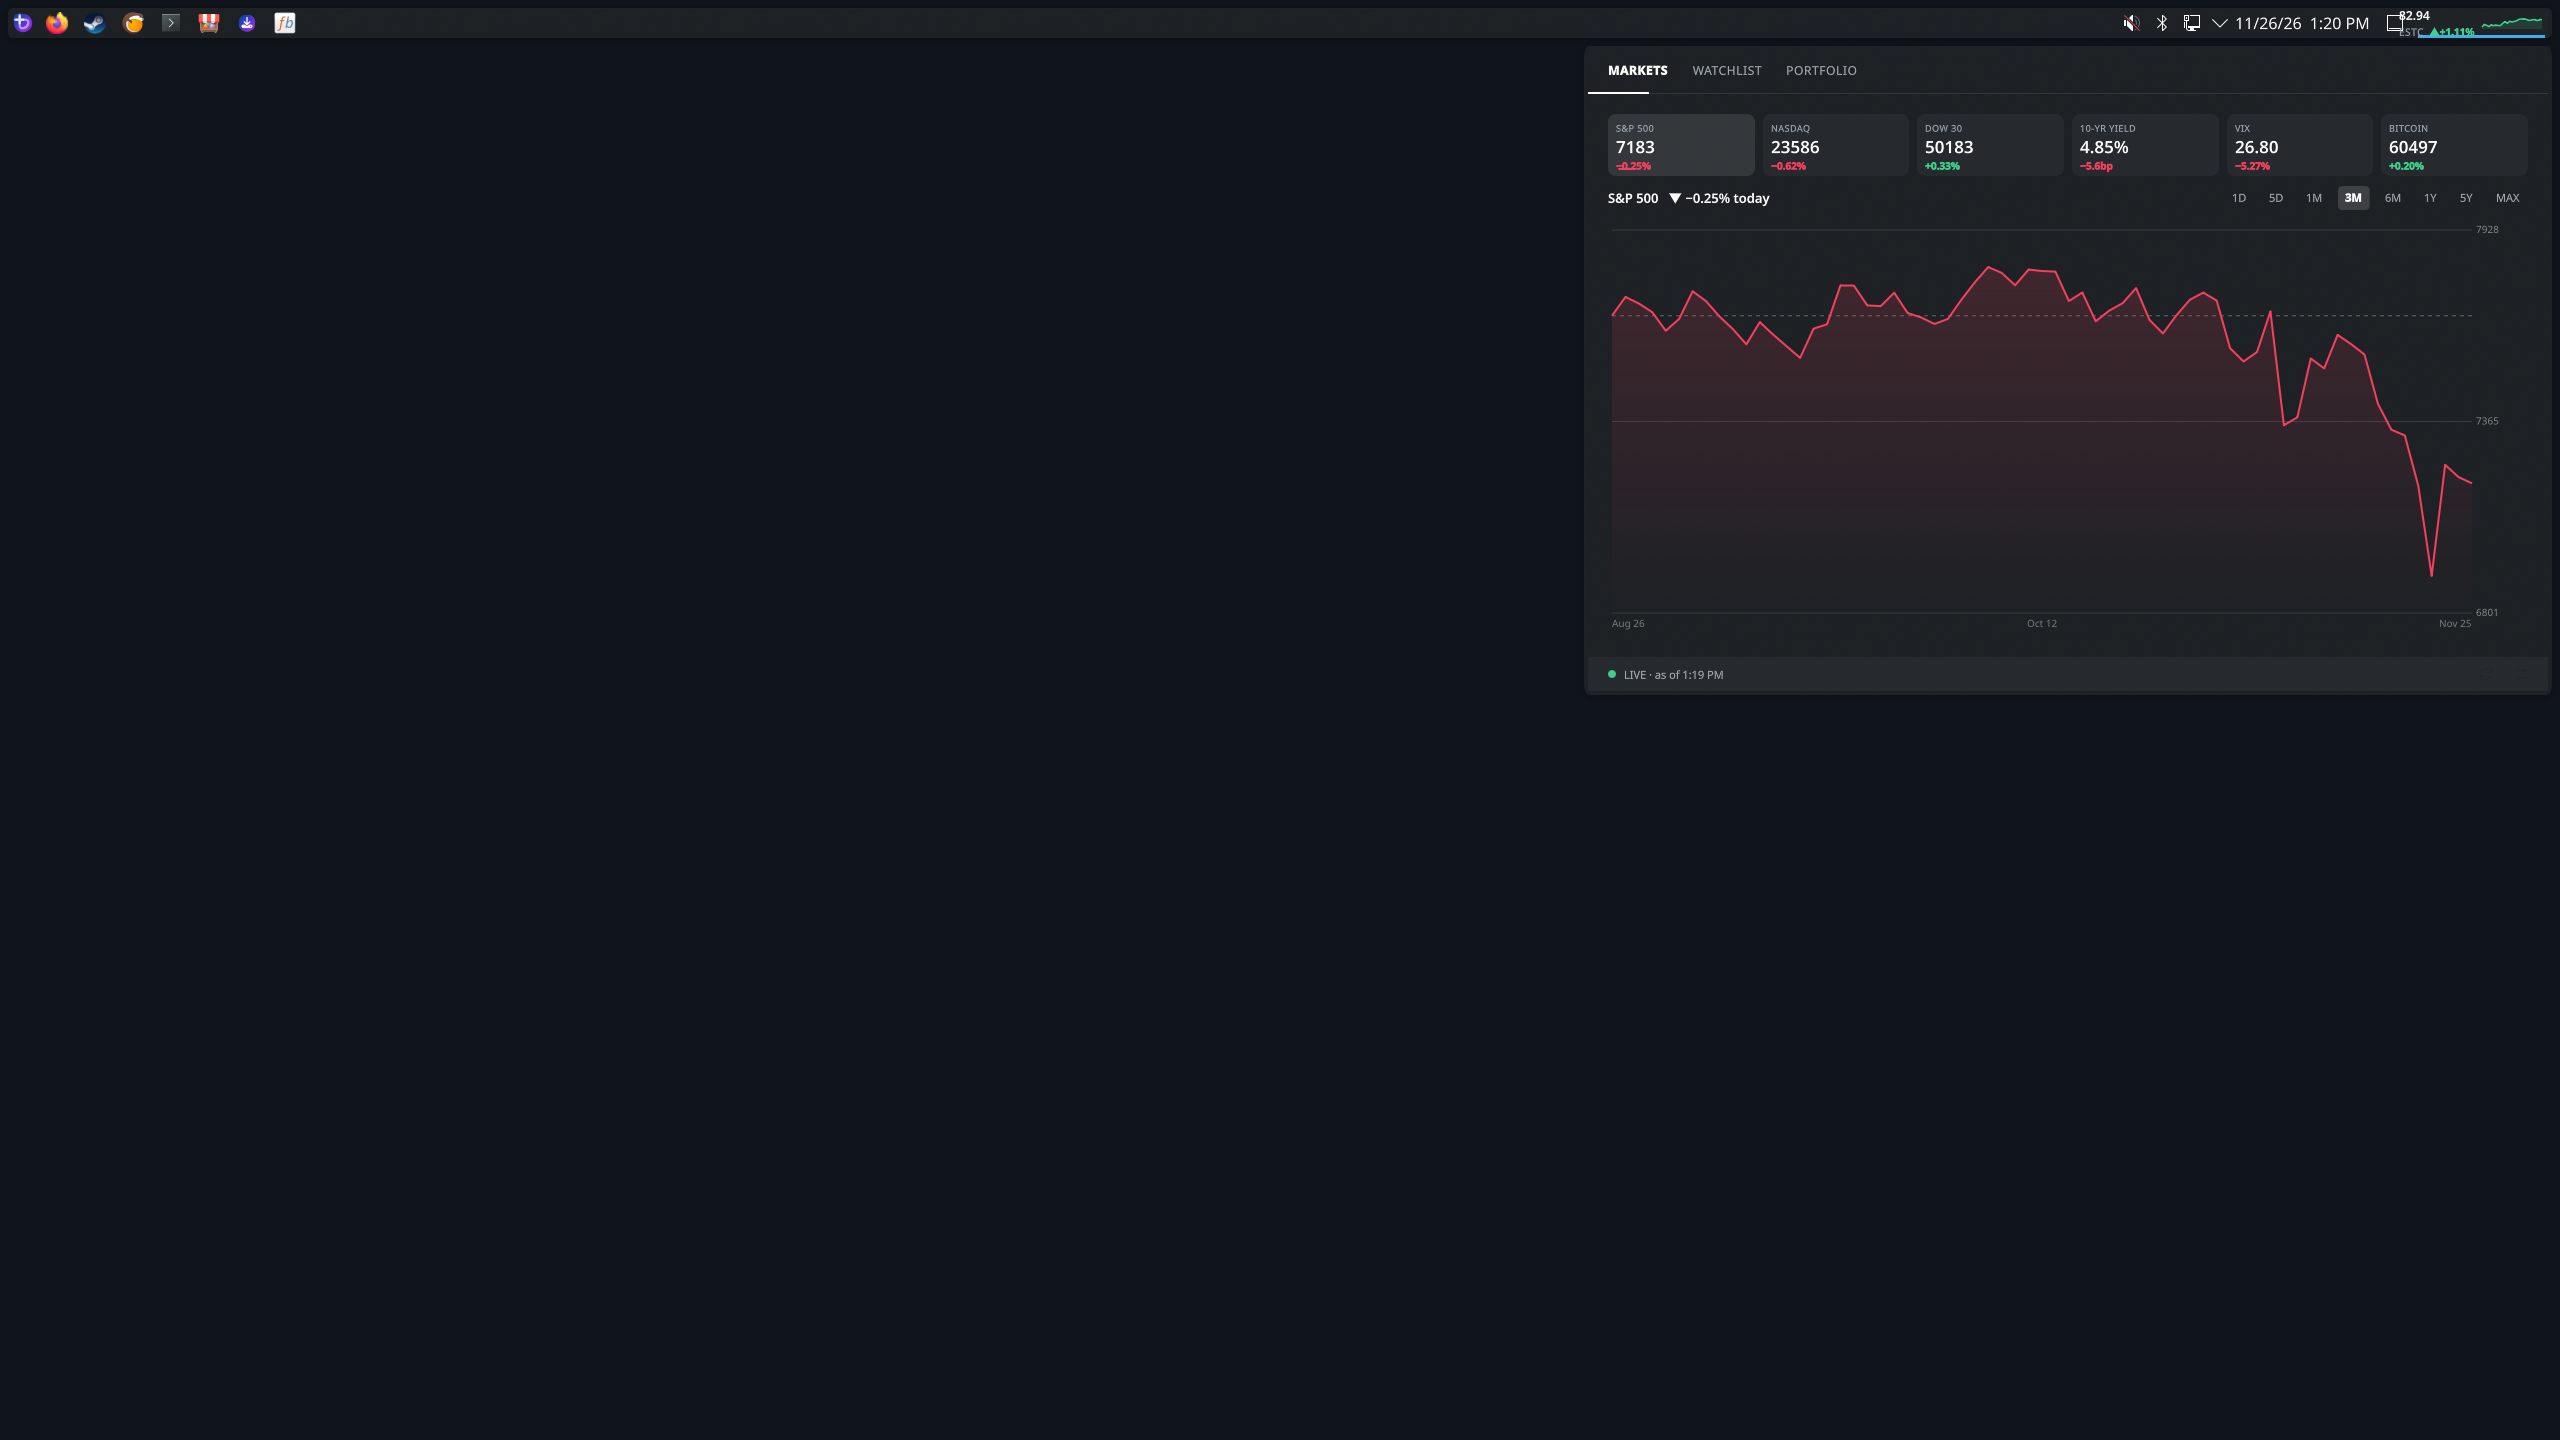 fb
11/26/26 1:20 PM
82.94
ESTC ▲+1.11%
MARKETS WATCHLIST PORTFOLIO
S&P 500
7183
−0.25%
NASDAQ
23586
−0.62%
DOW 30
50183
+0.33%
10-YR YIELD
4.85%
−5.6bp
VIX
26.80
−5.27%
BITCOIN
60497
+0.20%
S&P 500 ▼ −0.25% today
1D 5D 1M 3M 6M 1Y 5Y MAX
7928
7365
6801
Aug 26 Oct 12 Nov 25
LIVE · as of 1:19 PM